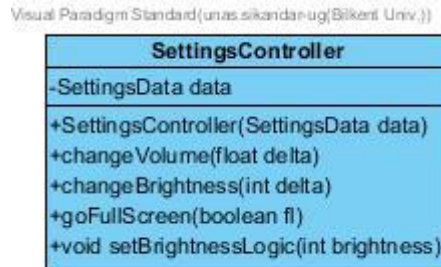 Visual Paradigm Standard(unas.sikandar-ug(Bilkent Univ.))
SettingsController
-SettingsData data
+SettingsController(SettingsData data)
+changeVolume(float delta)
+changeBrightness(int delta)
+goFullScreen(boolean fl)
+void setBrightnessLogic(int brightness)